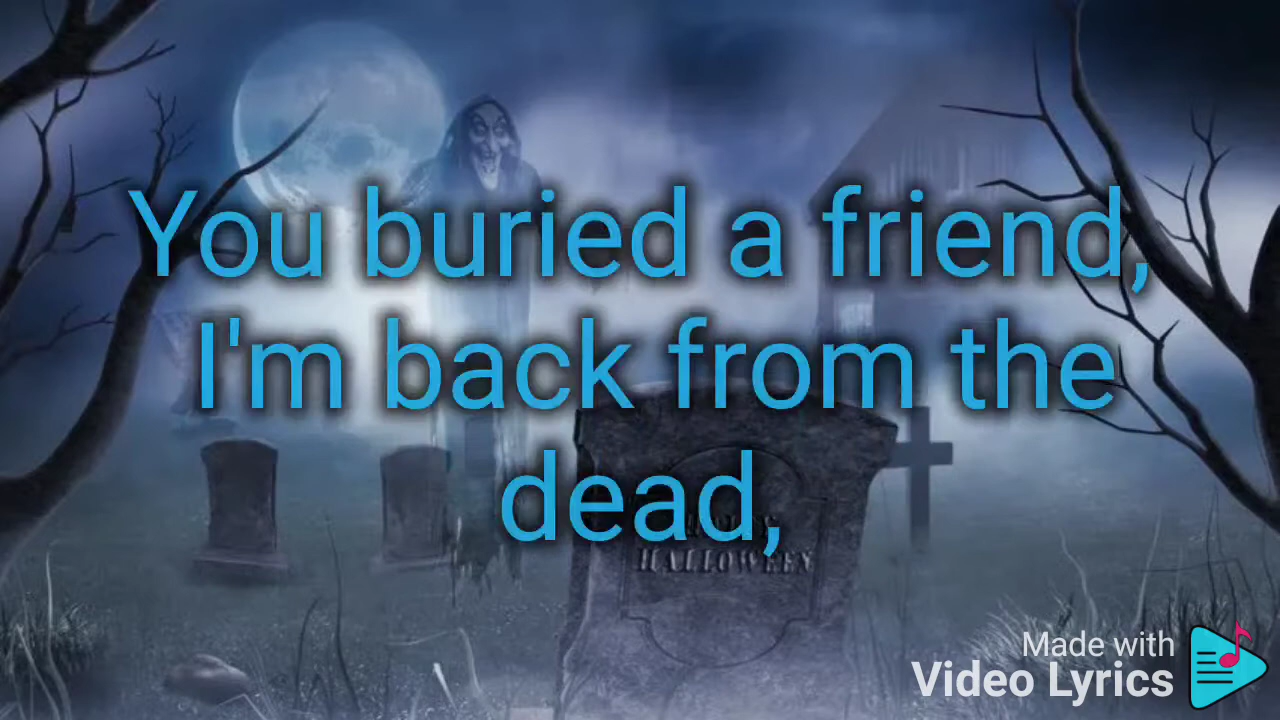 You buried a friend,
I'm back from the
dead,
HALLOWEEN
Made with
Video Lyrics